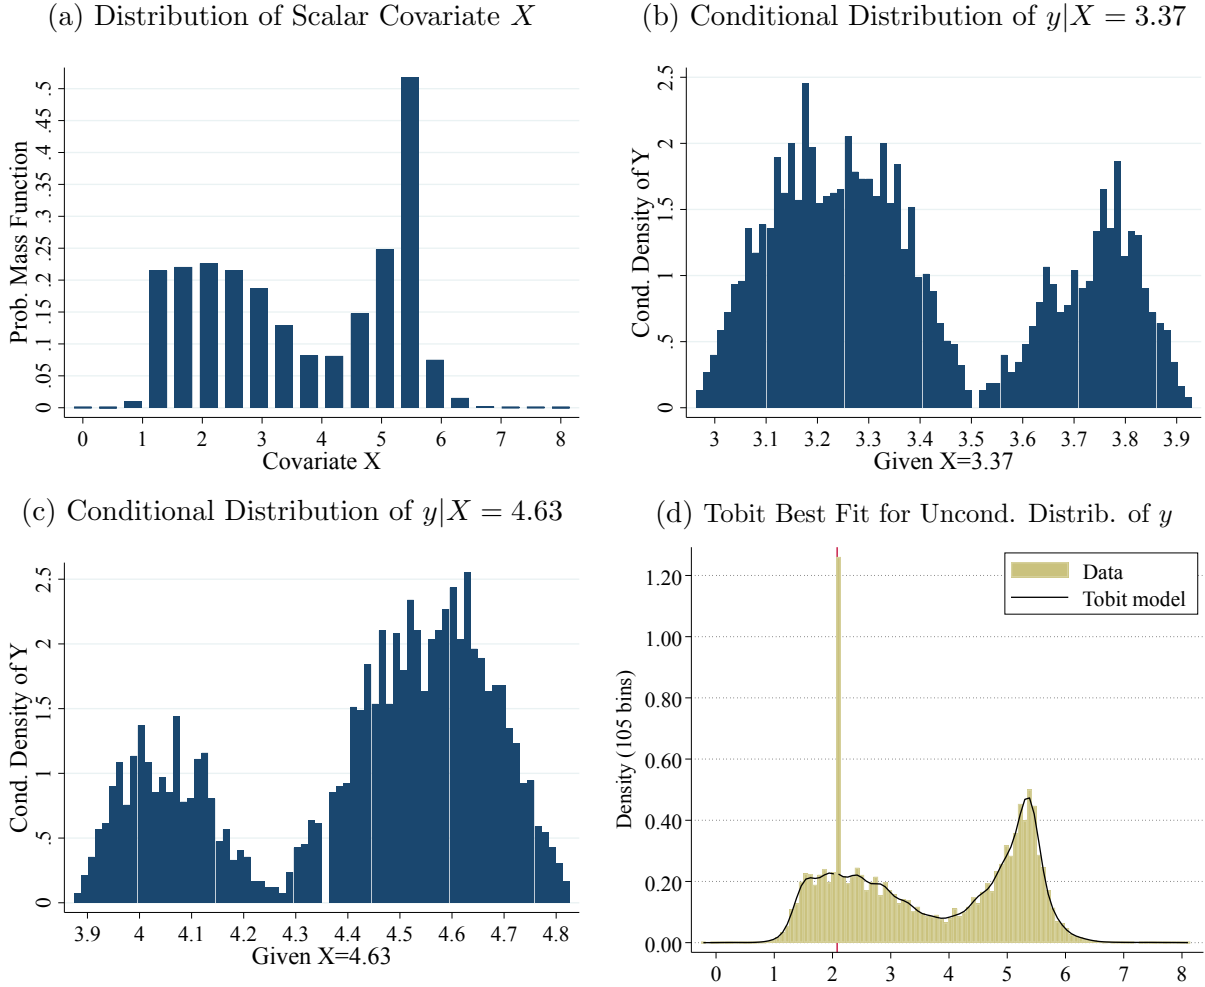 (a) Distribution of Scalar Covariate X
Prob. Mass Function
0 .05 .1 .15 .2 .25 .3 .35 .4 .45 .5
0 1 2 3 4 5 6 7 8
Covariate X
(b) Conditional Distribution of y|X = 3.37
Cond. Density of Y
0 .5 1 1.5 2 2.5
3 3.1 3.2 3.3 3.4 3.5 3.6 3.7 3.8 3.9
Given X=3.37
(c) Conditional Distribution of y|X = 4.63
Cond. Density of Y
0 .5 1 1.5 2 2.5
3.9 4 4.1 4.2 4.3 4.4 4.5 4.6 4.7 4.8
Given X=4.63
(d) Tobit Best Fit for Uncond. Distrib. of y
Density (105 bins)
1.20
1.00
0.80
0.60
0.40
0.20
0.00
Data
Tobit model
0 1 2 3 4 5 6 7 8